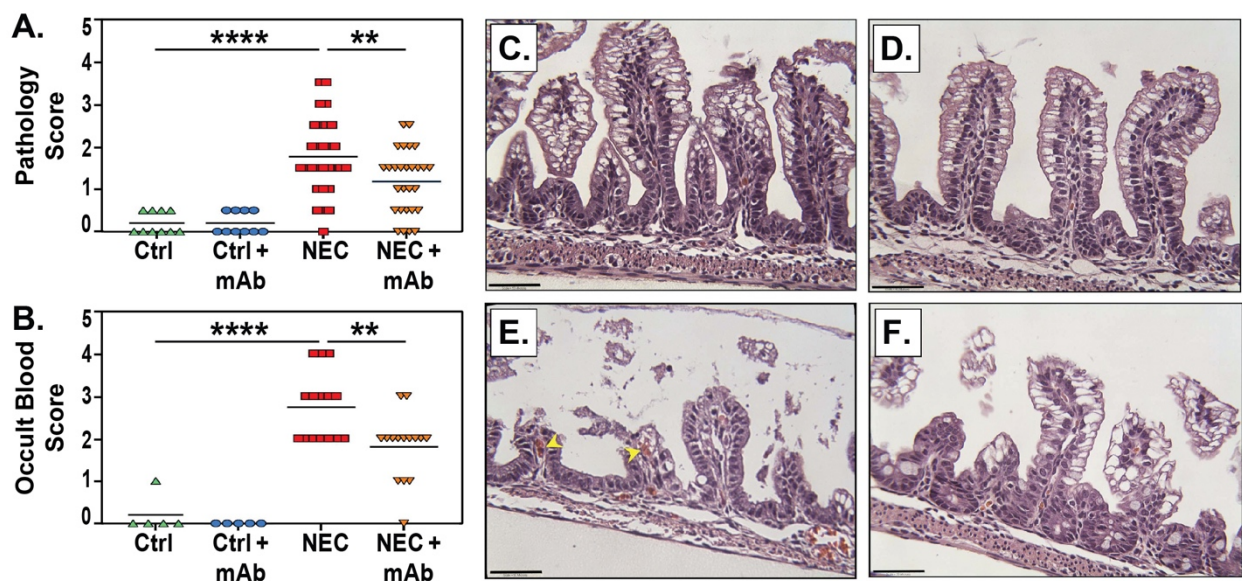 A.
Pathology
Score
5
4
3
2
1
0
****
**
Ctrl
Ctrl +
mAb
NEC
NEC +
mAb
B.
Occult Blood
Score
5
4
3
2
1
0
****
**
Ctrl
Ctrl +
mAb
NEC
NEC +
mAb
C.
D.
E.
F.